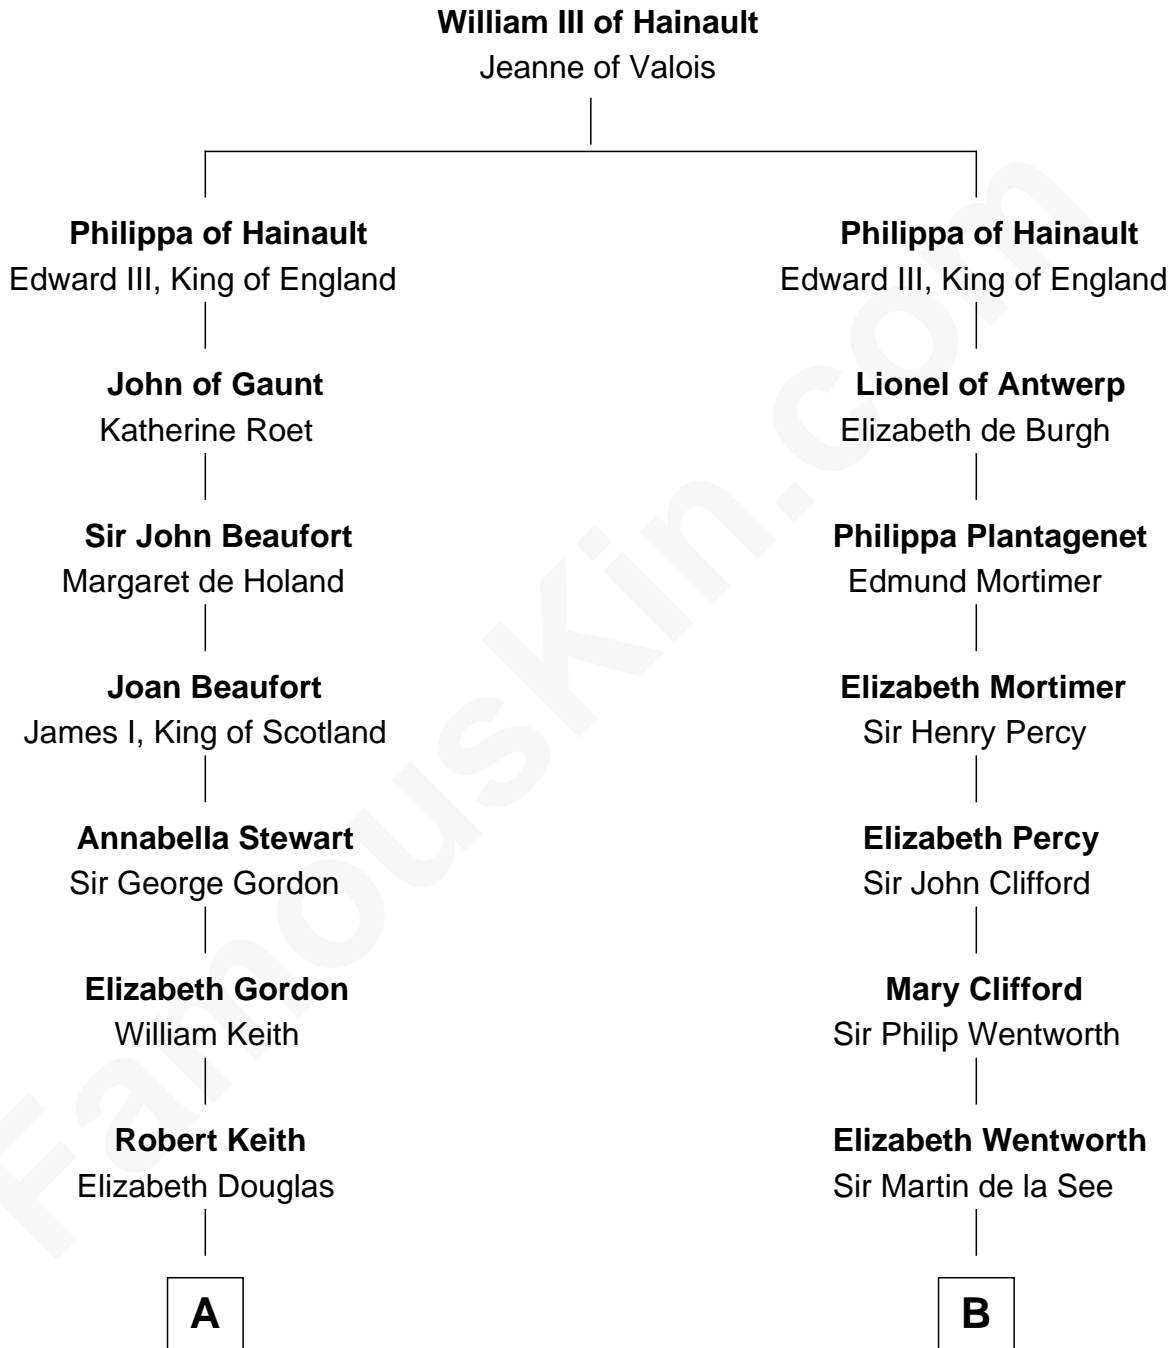 William III of Hainault
Jeanne of Valois
Philippa of Hainault
Edward III, King of England
John of Gaunt
Katherine Roet
Sir John Beaufort
Margaret de Holand
Joan Beaufort
James I, King of Scotland
Annabella Stewart
Sir George Gordon
Elizabeth Gordon
William Keith
Robert Keith
Elizabeth Douglas
A
Philippa of Hainault
Edward III, King of England
Lionel of Antwerp
Elizabeth de Burgh
Philippa Plantagenet
Edmund Mortimer
Elizabeth Mortimer
Sir Henry Percy
Elizabeth Percy
Sir John Clifford
Mary Clifford
Sir Philip Wentworth
Elizabeth Wentworth
Sir Martin de la See
B
FamousKin.com